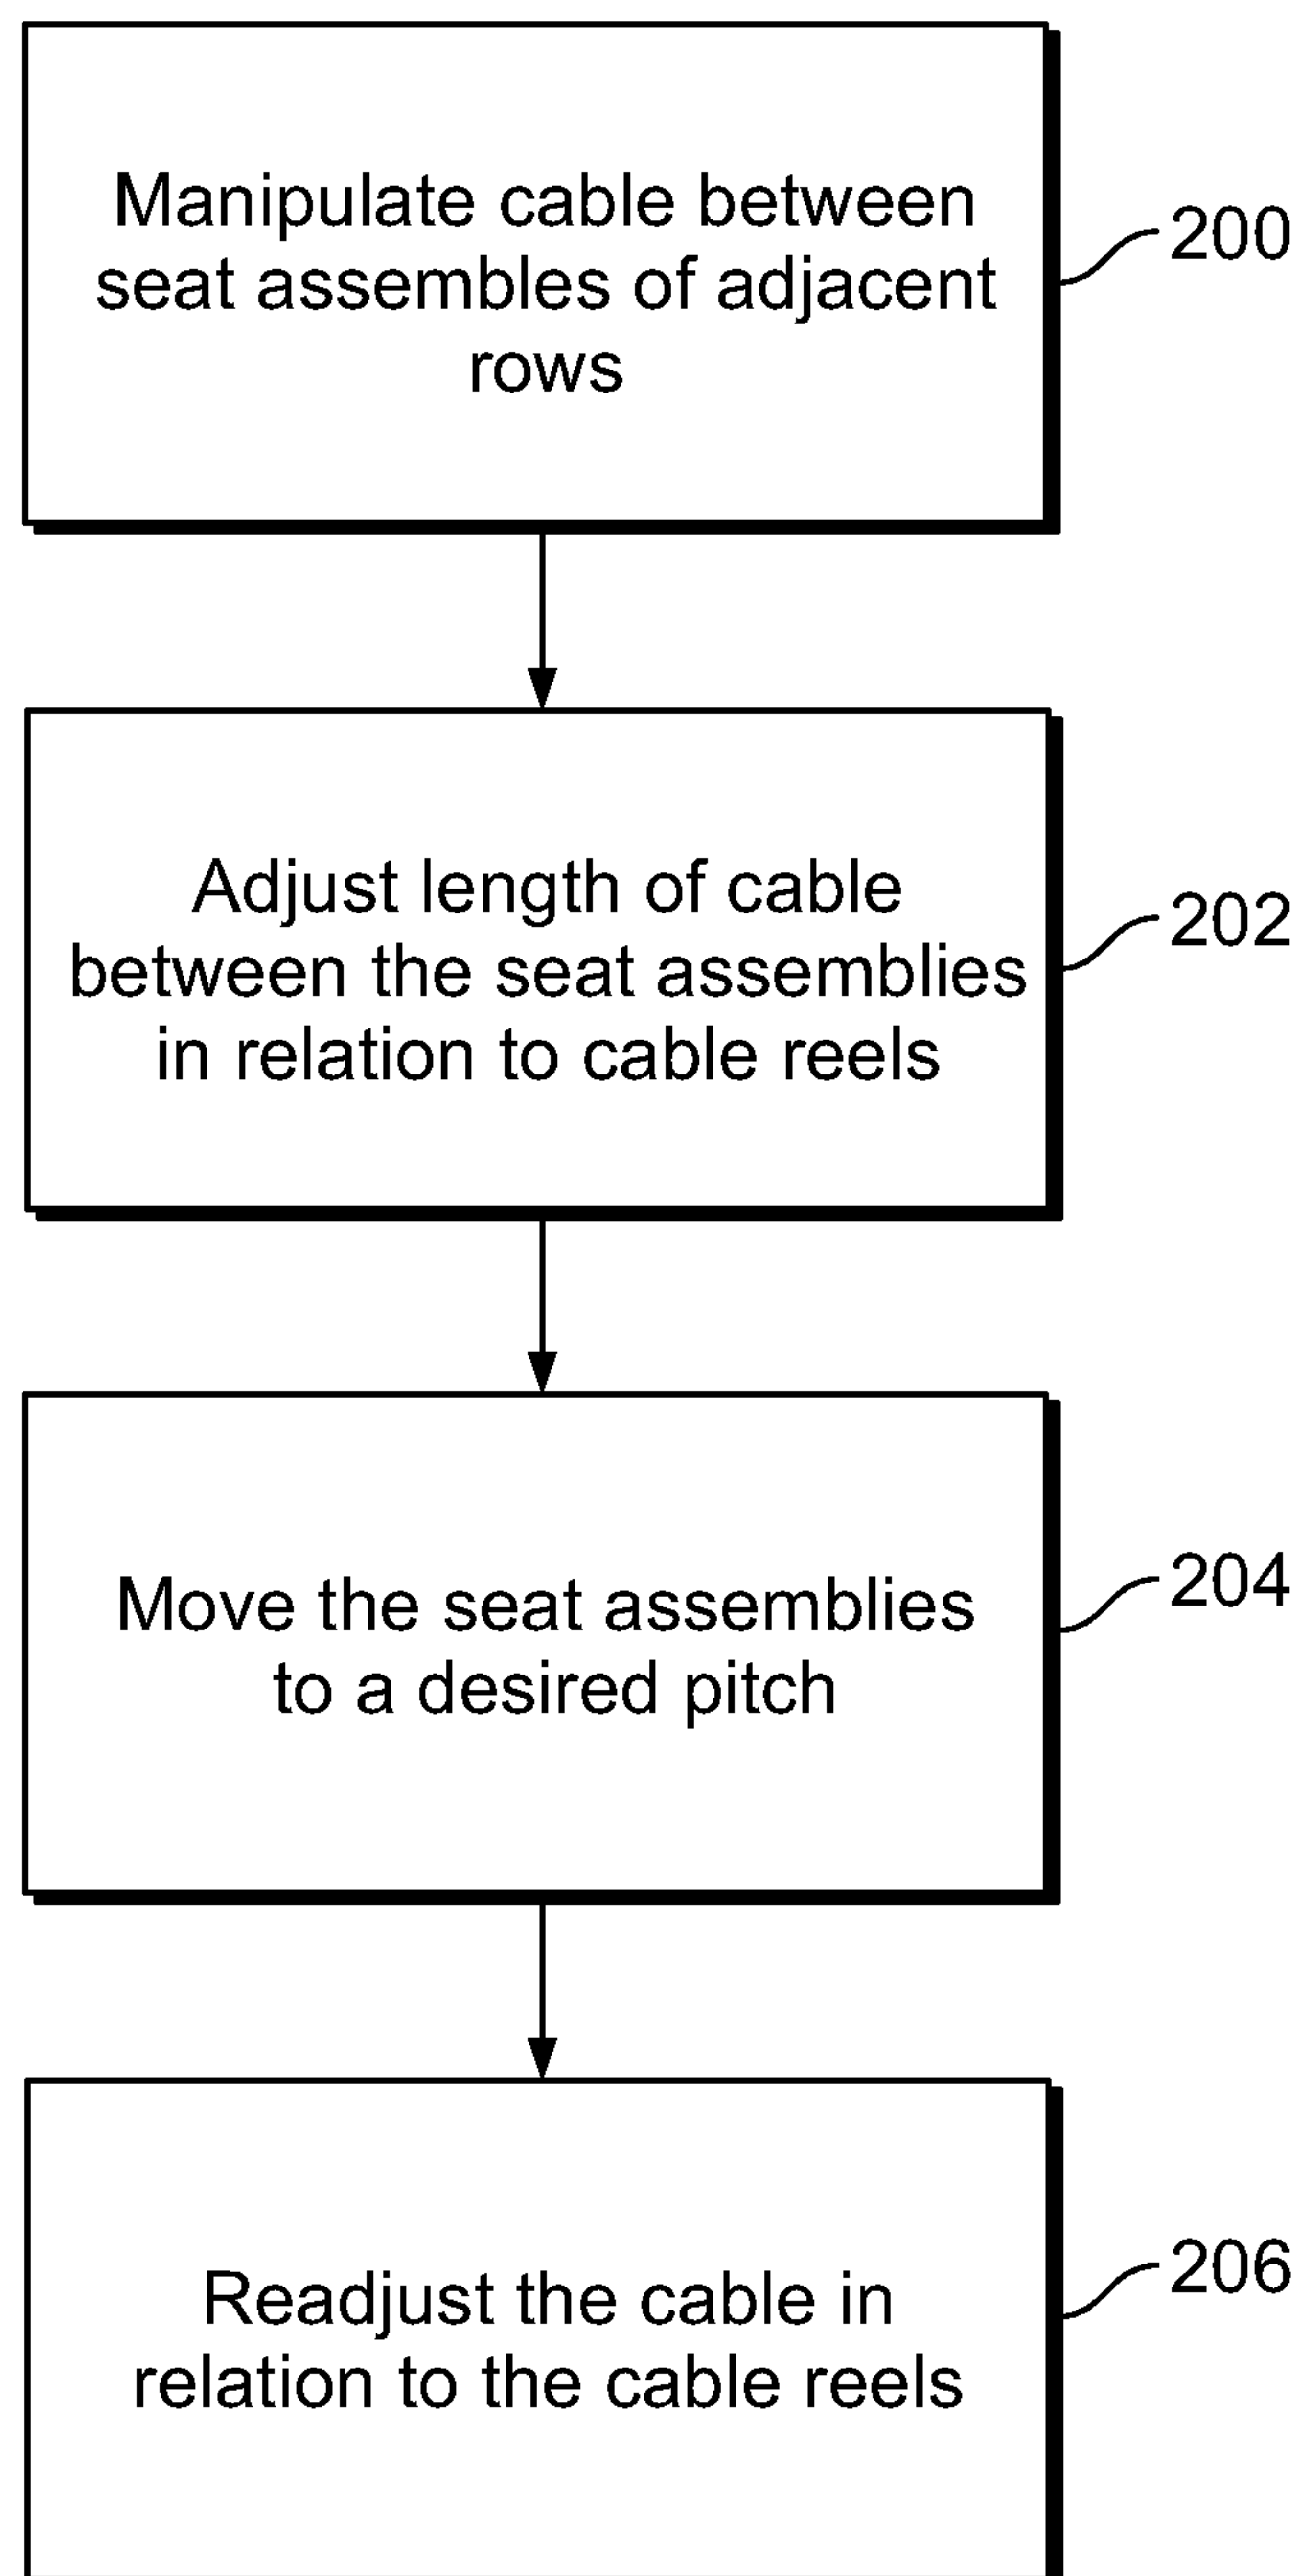 Manipulate cable between
seat assembles of adjacent
rows
200
Adjust length of cable
between the seat assemblies
in relation to cable reels
202
Move the seat assemblies
to a desired pitch
204
Readjust the cable in
relation to the cable reels
206